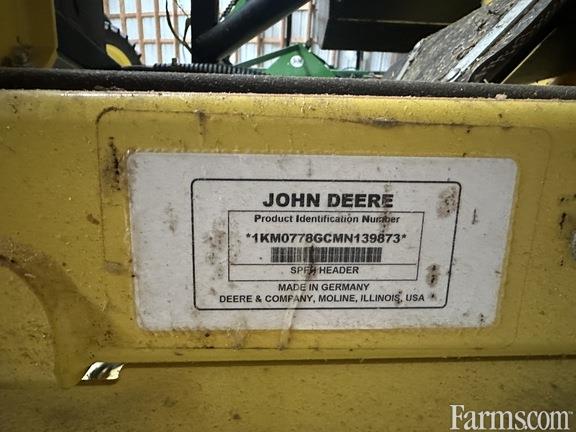 JOHN DEERE
Product Identification Number
*1KM0778GCMN139873*
SPFH HEADER
MADE IN GERMANY
DEERE & COMPANY, MOLINE, ILLINOIS, USA
Farms.com